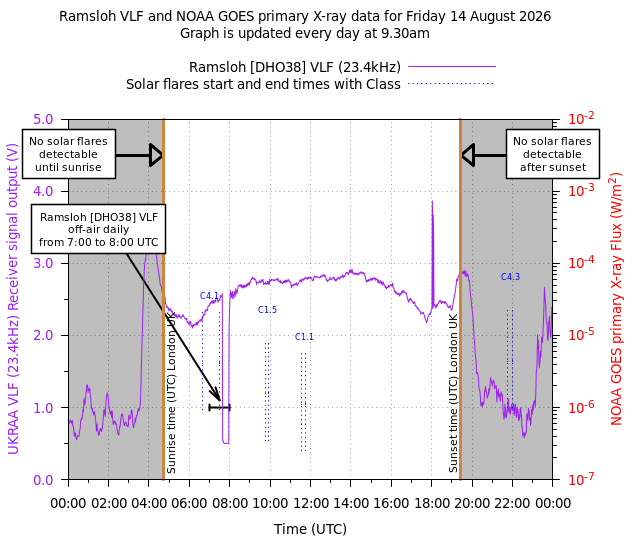 Ramsloh VLF and NOAA GOES primary X-ray data for Friday 14 August 2026
Graph is updated every day at 9.30am
Ramsloh [DHO38] VLF (23.4kHz)
Solar flares start and end times with Class
5.0
4.0
3.0
2.0
1.0
0.0
UKRAA VLF (23.4kHz) Receiver signal output (V)
No solar flares
detectable
until sunrise
Ramsloh [DHO38] VLF
off-air daily
from 7:00 to 8:00 UTC
No solar flares
detectable
after sunset
C4.1
C1.5
C1.1
C4.3
Sunrise time (UTC) London UK
Sunset time (UTC) London UK
10-2
10-3
10-4
10-5
10-6
10-7
NOAA GOES primary X-ray Flux (W/m2)
00:00 02:00 04:00 06:00 08:00 10:00 12:00 14:00 16:00 18:00 20:00 22:00 00:00
Time (UTC)